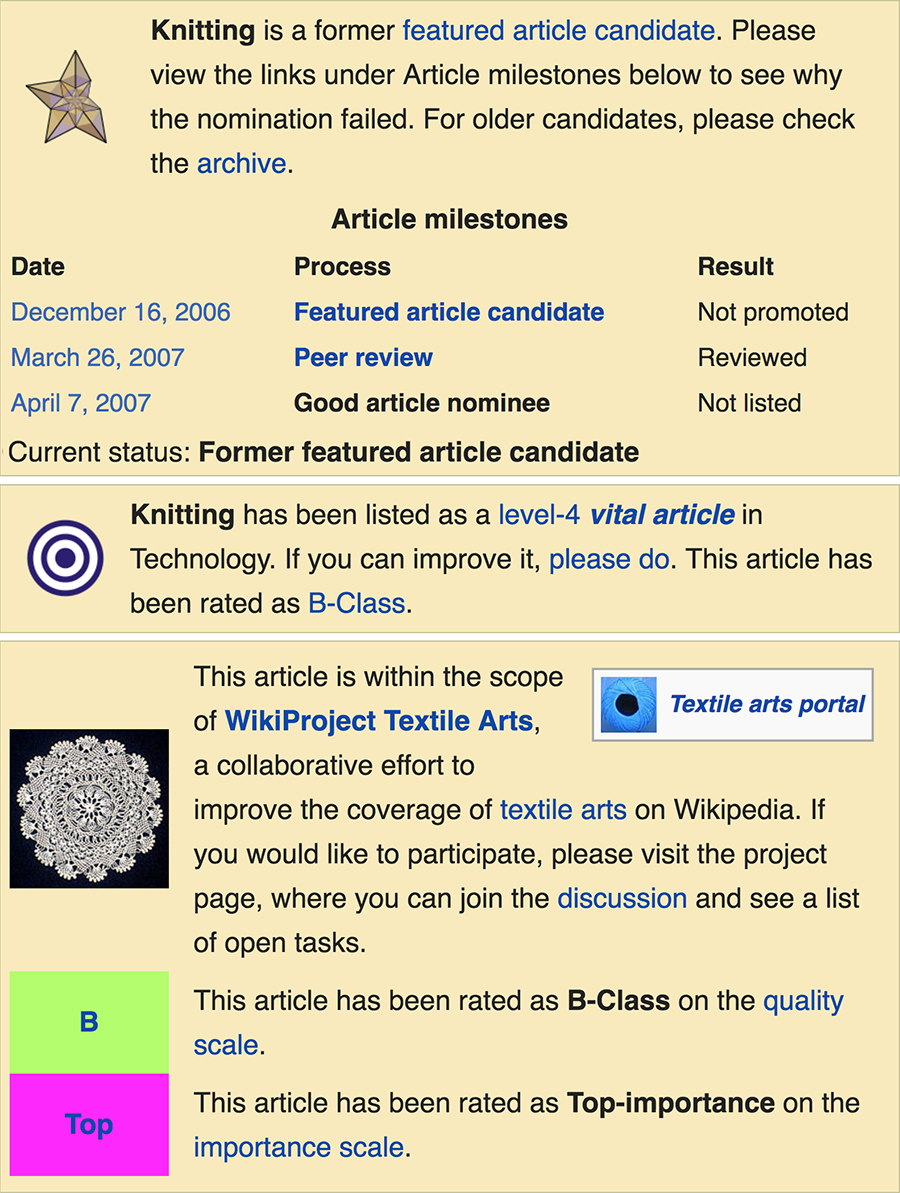 Knitting is a former featured article candidate. Please
view the links under Article milestones below to see why
the nomination failed. For older candidates, please check
the archive.
Article milestones
Date Process Result
December 16, 2006 Featured article candidate Not promoted
March 26, 2007 Peer review Reviewed
April 7, 2007 Good article nominee Not listed
Current status: Former featured article candidate
Knitting has been listed as a level-4 vital article in
Technology. If you can improve it, please do. This article has
been rated as B-Class.
This article is within the scope
of WikiProject Textile Arts,
Textile arts portal
a collaborative effort to
improve the coverage of textile arts on Wikipedia. If
you would like to participate, please visit the project
page, where you can join the discussion and see a list
of open tasks.
B
This article has been rated as B-Class on the quality
scale.
Top
This article has been rated as Top-importance on the
importance scale.